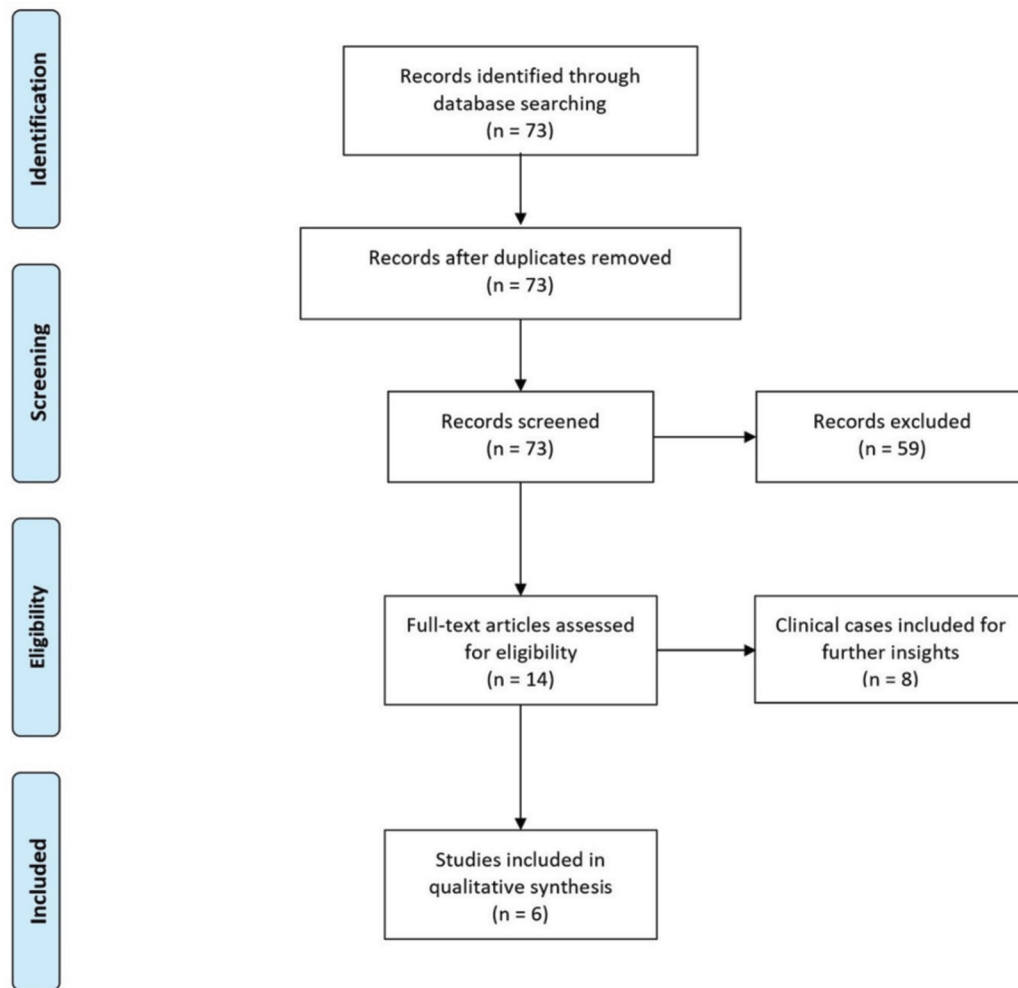 Identification
Records identified through
database searching
(n = 73)
Records after duplicates removed
(n = 73)
Screening
Records screened
(n = 73)
Records excluded
(n = 59)
Eligibility
Full-text articles assessed
for eligibility
(n = 14)
Clinical cases included for
further insights
(n = 8)
Included
Studies included in
qualitative synthesis
(n = 6)